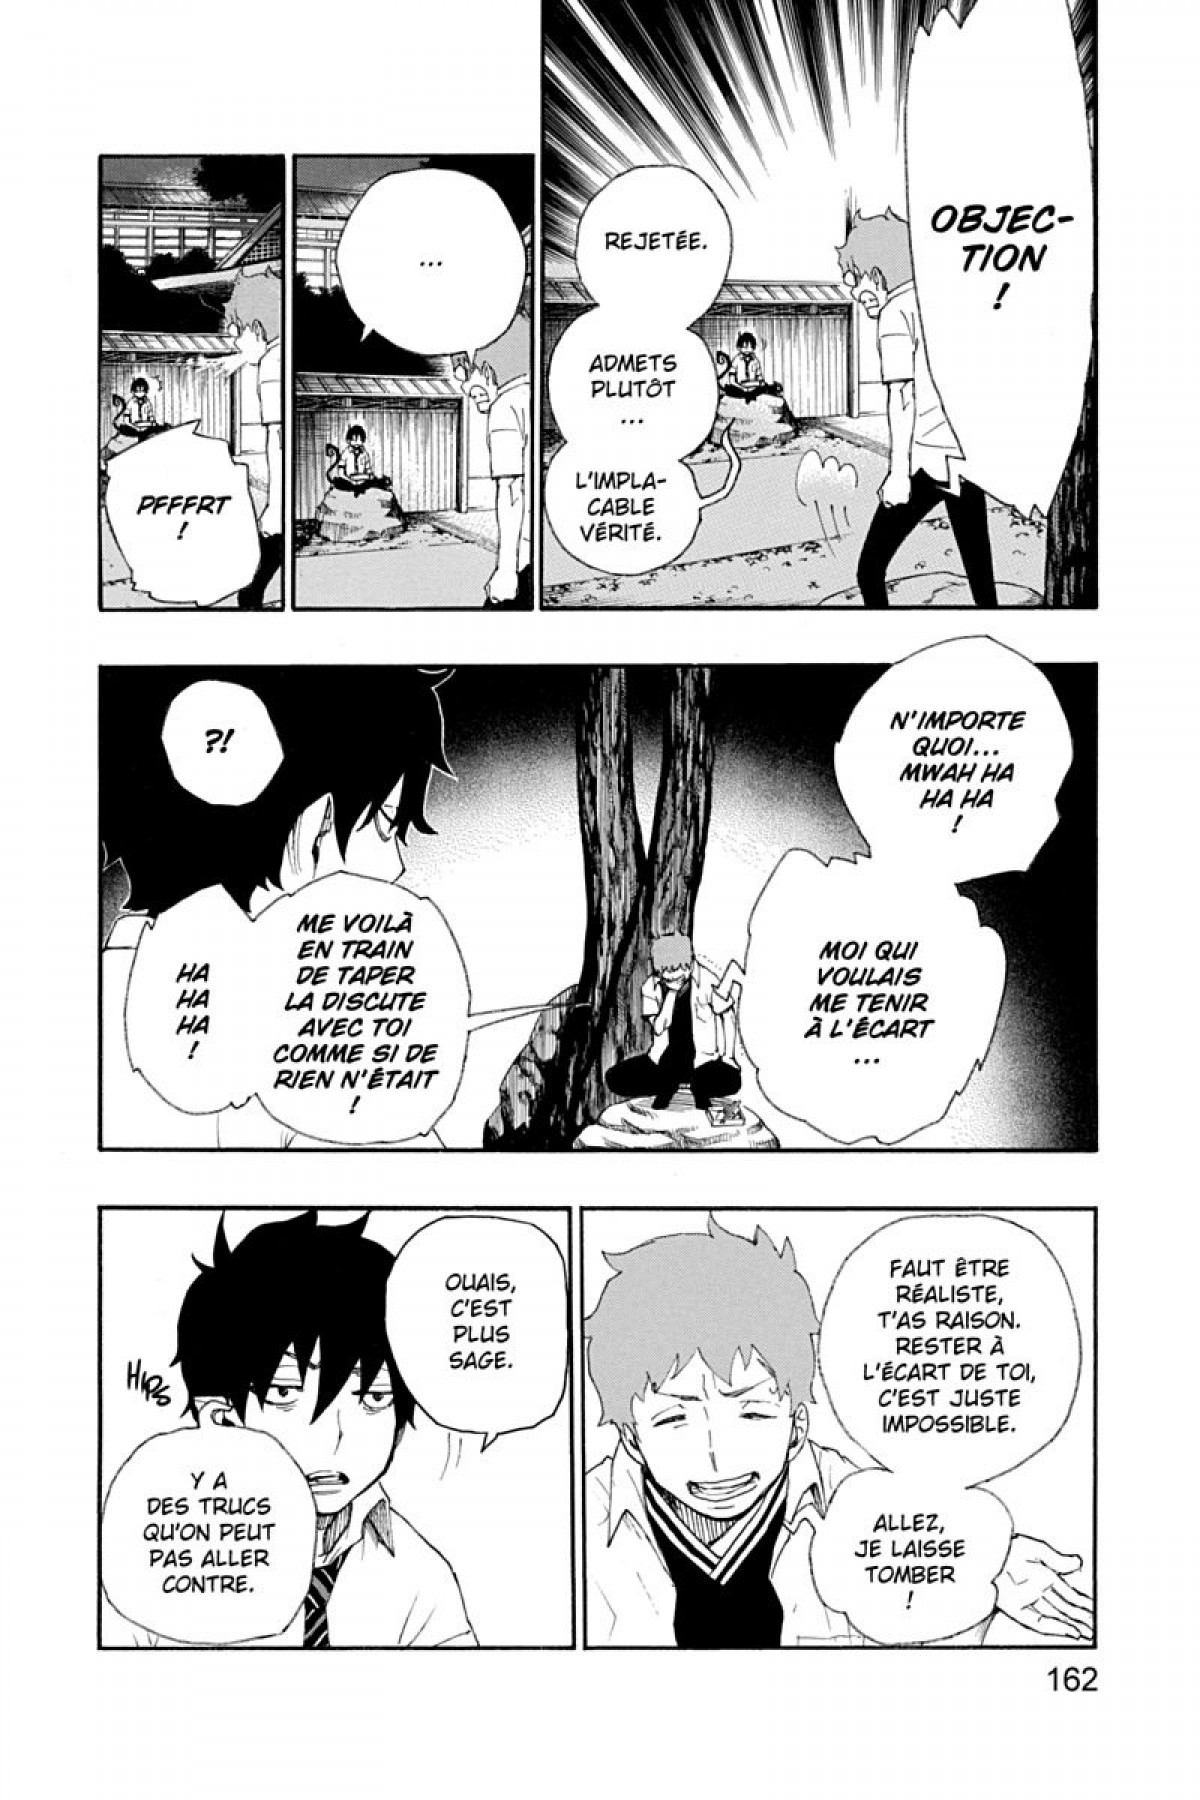 OBJEC-
TION
!
REJETÉE.
ADMETS
PLUTÔT
...
L'IMPLA-
CABLE
VÉRITÉ.
...
PFFFRT
!
N'IMPORTE
QUOI...
MWAH HA
HA HA
!
MOI QUI
VOULAIS
ME TENIR
À L'ÉCART
...
?!
ME VOILÀ
EN TRAIN
DE TAPER
LA DISCUTE
AVEC TOI
COMME SI DE
RIEN N'ÉTAIT
!
HA
HA
HA
!
FAUT ÊTRE
RÉALISTE,
T'AS RAISON.
RESTER À
L'ÉCART DE TOI,
C'EST JUSTE
IMPOSSIBLE.
ALLEZ,
JE LAISSE
TOMBER
!
OUAIS,
C'EST
PLUS
SAGE.
HIPS
Y A
DES TRUCS
QU'ON PEUT
PAS ALLER
CONTRE.
162